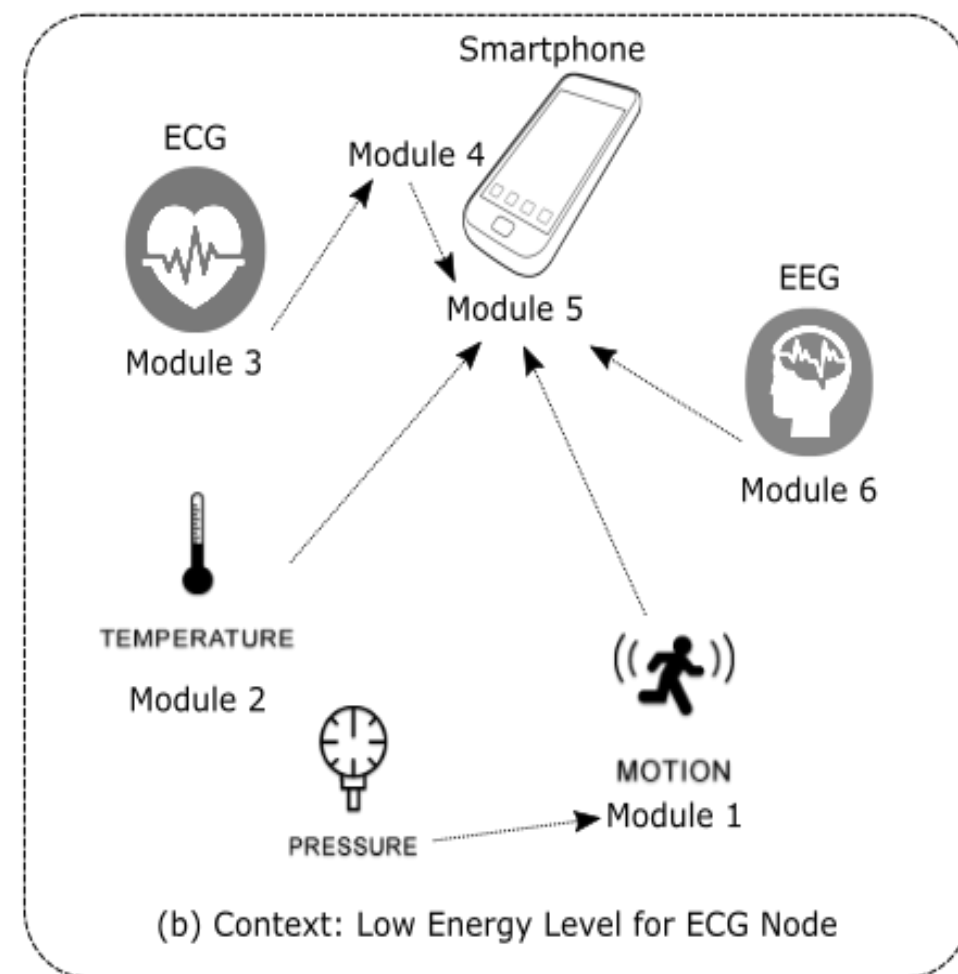 Smartphone
ECG
Module 4
EEG
Module 5
Module 3
Module 6
TEMPERATURE
Module 2
MOTION
Module 1
PRESSURE
(b) Context: Low Energy Level for ECG Node